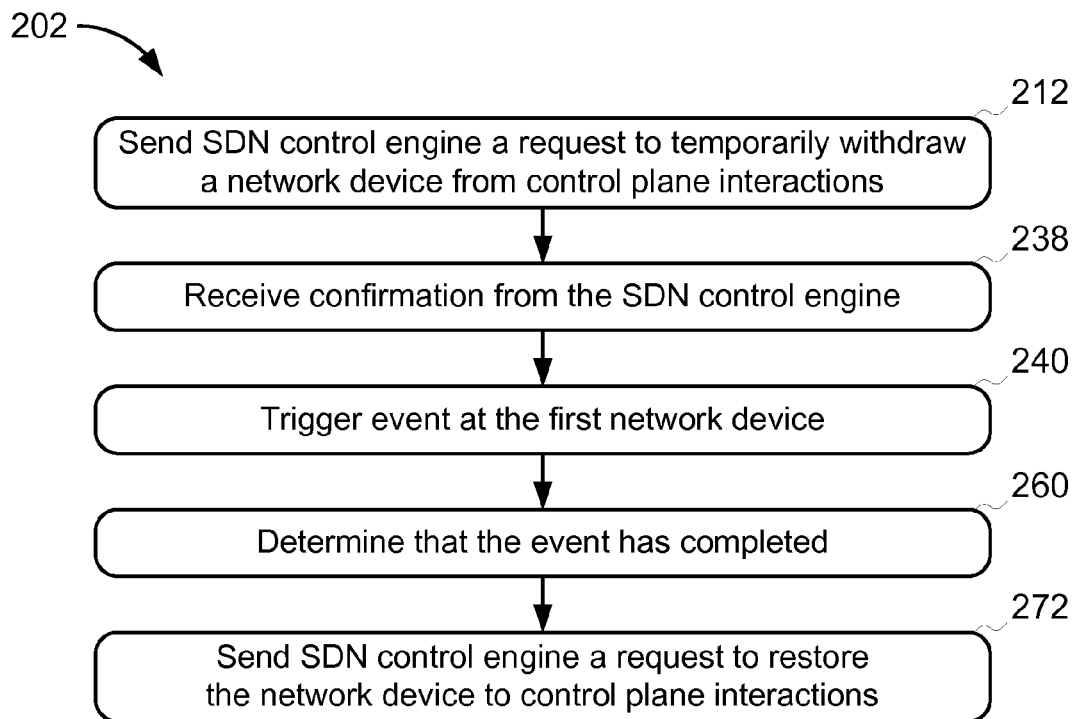 202
212
Send SDN control engine a request to temporarily withdraw
a network device from control plane interactions
238
Receive confirmation from the SDN control engine
240
Trigger event at the first network device
260
Determine that the event has completed
272
Send SDN control engine a request to restore
the network device to control plane interactions